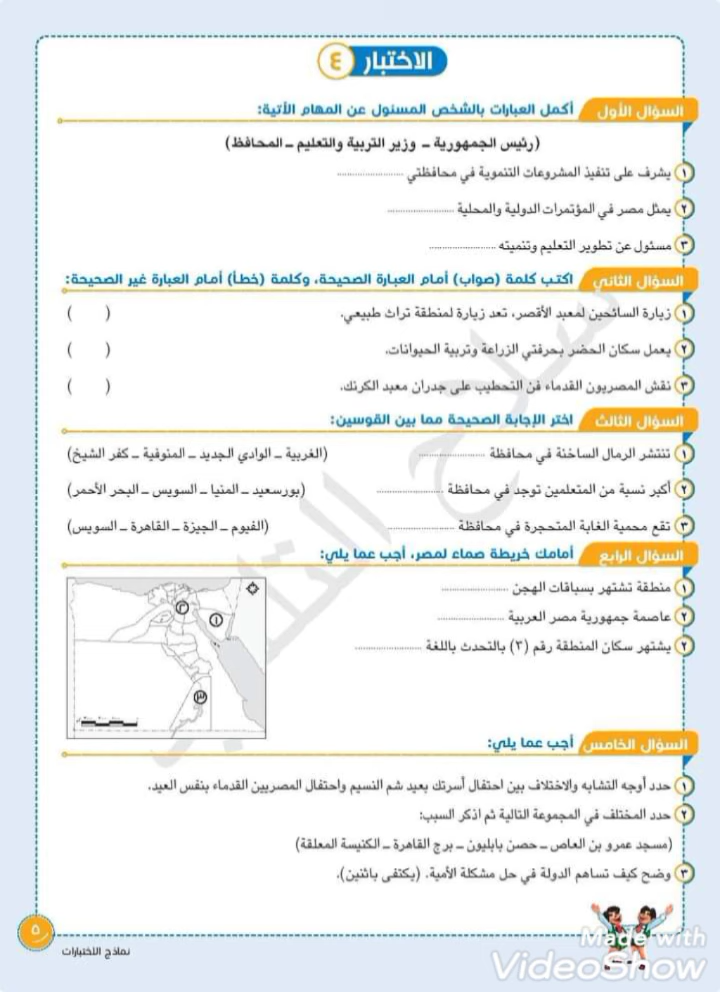 الاختبار ٤
السؤال الأول أكمل العبارات بالشخص المسئول عن المهام الأتية:
(رئيس الجمهورية – وزير التربية والتعليم – المحافظ)
١ يشرف على تنفيذ المشروعات التنموية في محافظتي ........................
٢ يمثل مصر في المؤتمرات الدولية والمحلية ........................
٣ مسئول عن تطوير التعليم وتنميته ........................
السؤال الثاني اكتب كلمة (صواب) أمام العبارة الصحيحة، وكلمة (خطأ) أمام العبارة غير الصحيحة:
١ زيارة السائحين لمعبد الأقصر، تعد زيارة لمنطقة تراث طبيعي. ( )
٢ يعمل سكان الحضر بحرفتي الزراعة وتربية الحيوانات. ( )
٣ نقش المصريون القدماء فن التحطيب على جدران معبد الكرنك. ( )
السؤال الثالث اختر الإجابة الصحيحة مما بين القوسين:
١ تنتشر الرمال الساخنة في محافظة ........................ (الغربية – الوادي الجديد – المنوفية – كفر الشيخ)
٢ أكبر نسبة من المتعلمين توجد في محافظة ........................ (بورسعيد – المنيا – السويس – البحر الأحمر)
٣ تقع محمية الغابة المتحجرة في محافظة ........................ (الفيوم – الجيزة – القاهرة – السويس)
السؤال الرابع أمامك خريطة صماء لمصر، أجب عما يلي:
١ منطقة تشتهر بسباقات الهجن ........................
٢ عاصمة جمهورية مصر العربية ........................
٢ يشتهر سكان المنطقة رقم (٣) بالتحدث باللغة ........................
١
٢
٣
السؤال الخامس أجب عما يلي:
١ حدد أوجه التشابه والاختلاف بين احتفال أسرتك بعيد شم النسيم واحتفال المصريين القدماء بنفس العيد.
٢ حدد المختلف في المجموعة التالية ثم اذكر السبب:
(مسجد عمرو بن العاص – حصن بابليون – برج القاهرة – الكنيسة المعلقة)
٣ وضح كيف تساهم الدولة في حل مشكلة الأمية. (يكتفى باثنين).
٥
نماذج الاختبارات
Made with
VideoShow
سلاح التلميذ